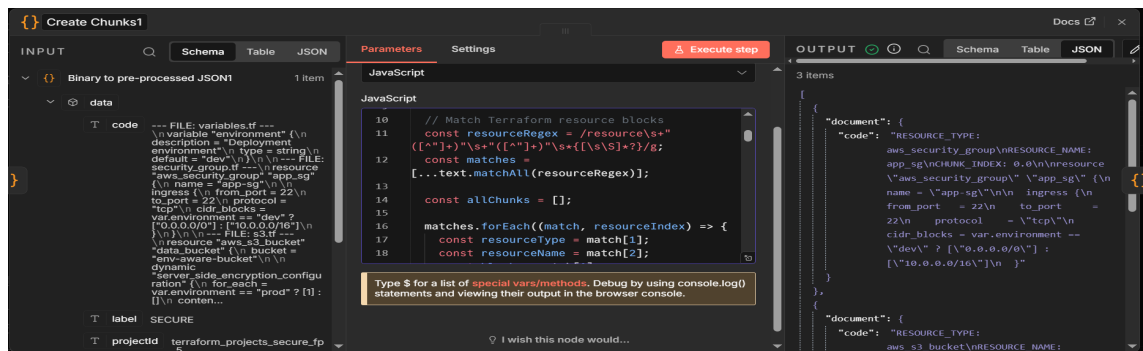 {} Create Chunks1
Docs
INPUT
Schema
Table
JSON
{} Binary to pre-processed JSON1
1 item
data
T code
--- FILE: variables.tf ---
\n variable "environment" {\n
description = "Deployment
environment"\n type = string\n
default = "dev"\n }\n \n --- FILE:
security_group.tf ---\n resource
"aws_security_group" "app_sg"
{\n name = "app-sg"\n \n
ingress {\n from_port = 22\n
to_port = 22\n protocol =
"tcp"\n cidr_blocks =
var.environment == "dev" ?
["0.0.0.0/0"] : ["10.0.0.0/16"]\n
}\n }\n \n --- FILE: s3.tf ---
\n resource "aws_s3_bucket"
"data_bucket" {\n bucket =
"env-aware-bucket"\n \n
dynamic
"server_side_encryption_configu
ration" {\n for_each =
var.environment == "prod" ? [1] :
[]\n conten...
T label SECURE
T projectId terraform_projects_secure_fp
Parameters
Settings
Execute step
JavaScript
JavaScript
10 // Match Terraform resource blocks
11 const resourceRegex = /resource\s+"
([^"]+)"\s+"([^"]+)"\s*{[\s\S]*?}/g;
12 const matches =
[...text.matchAll(resourceRegex)];
13
14 const allChunks = [];
15
16 matches.forEach((match, resourceIndex) => {
17 const resourceType = match[1];
18 const resourceName = match[2];
Type $ for a list of special vars/methods. Debug by using console.log()
statements and viewing their output in the browser console.
I wish this node would...
OUTPUT
Schema
Table
JSON
3 items
[
{
"document": {
"code": "RESOURCE_TYPE:
aws_security_group\nRESOURCE_NAME:
app_sg\nCHUNK_INDEX: 0.0\n\nresource
\"aws_security_group\" \"app_sg\" {\n
name = \"app-sg\"\n\n ingress {\n
from_port = 22\n to_port =
22\n protocol = \"tcp\"\n
cidr_blocks = var.environment ==
\"dev\" ? [\"0.0.0.0/0\"] :
[\"10.0.0.0/16\"]\n }"
}
},
{
"document": {
"code": "RESOURCE_TYPE:
aws_s3_bucket\nRESOURCE_NAME: